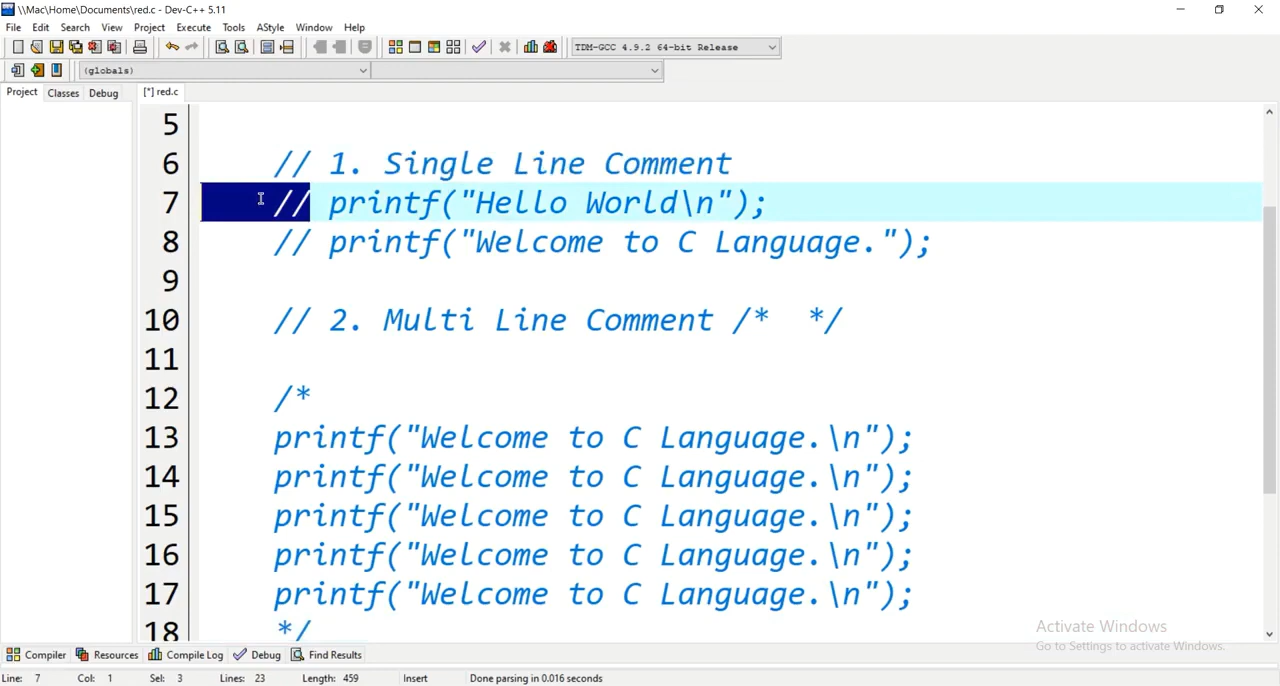 \\Mac\Home\Documents\red.c - Dev-C++ 5.11
File Edit Search View Project Execute Tools AStyle Window Help
TDM-GCC 4.9.2 64-bit Release
(globals)
Project Classes Debug [*] red.c
5
6 // 1. Single Line Comment
7 // printf("Hello World\n");
8 // printf("Welcome to C Language.");
9
10 // 2. Multi Line Comment /* */
11
12 /*
13 printf("Welcome to C Language.\n");
14 printf("Welcome to C Language.\n");
15 printf("Welcome to C Language.\n");
16 printf("Welcome to C Language.\n");
17 printf("Welcome to C Language.\n");
18 */
Activate Windows
Go to Settings to activate Windows.
Compiler Resources Compile Log Debug Find Results
Line: 7 Col: 1 Sel: 3 Lines: 23 Length: 459 Insert Done parsing in 0.016 seconds